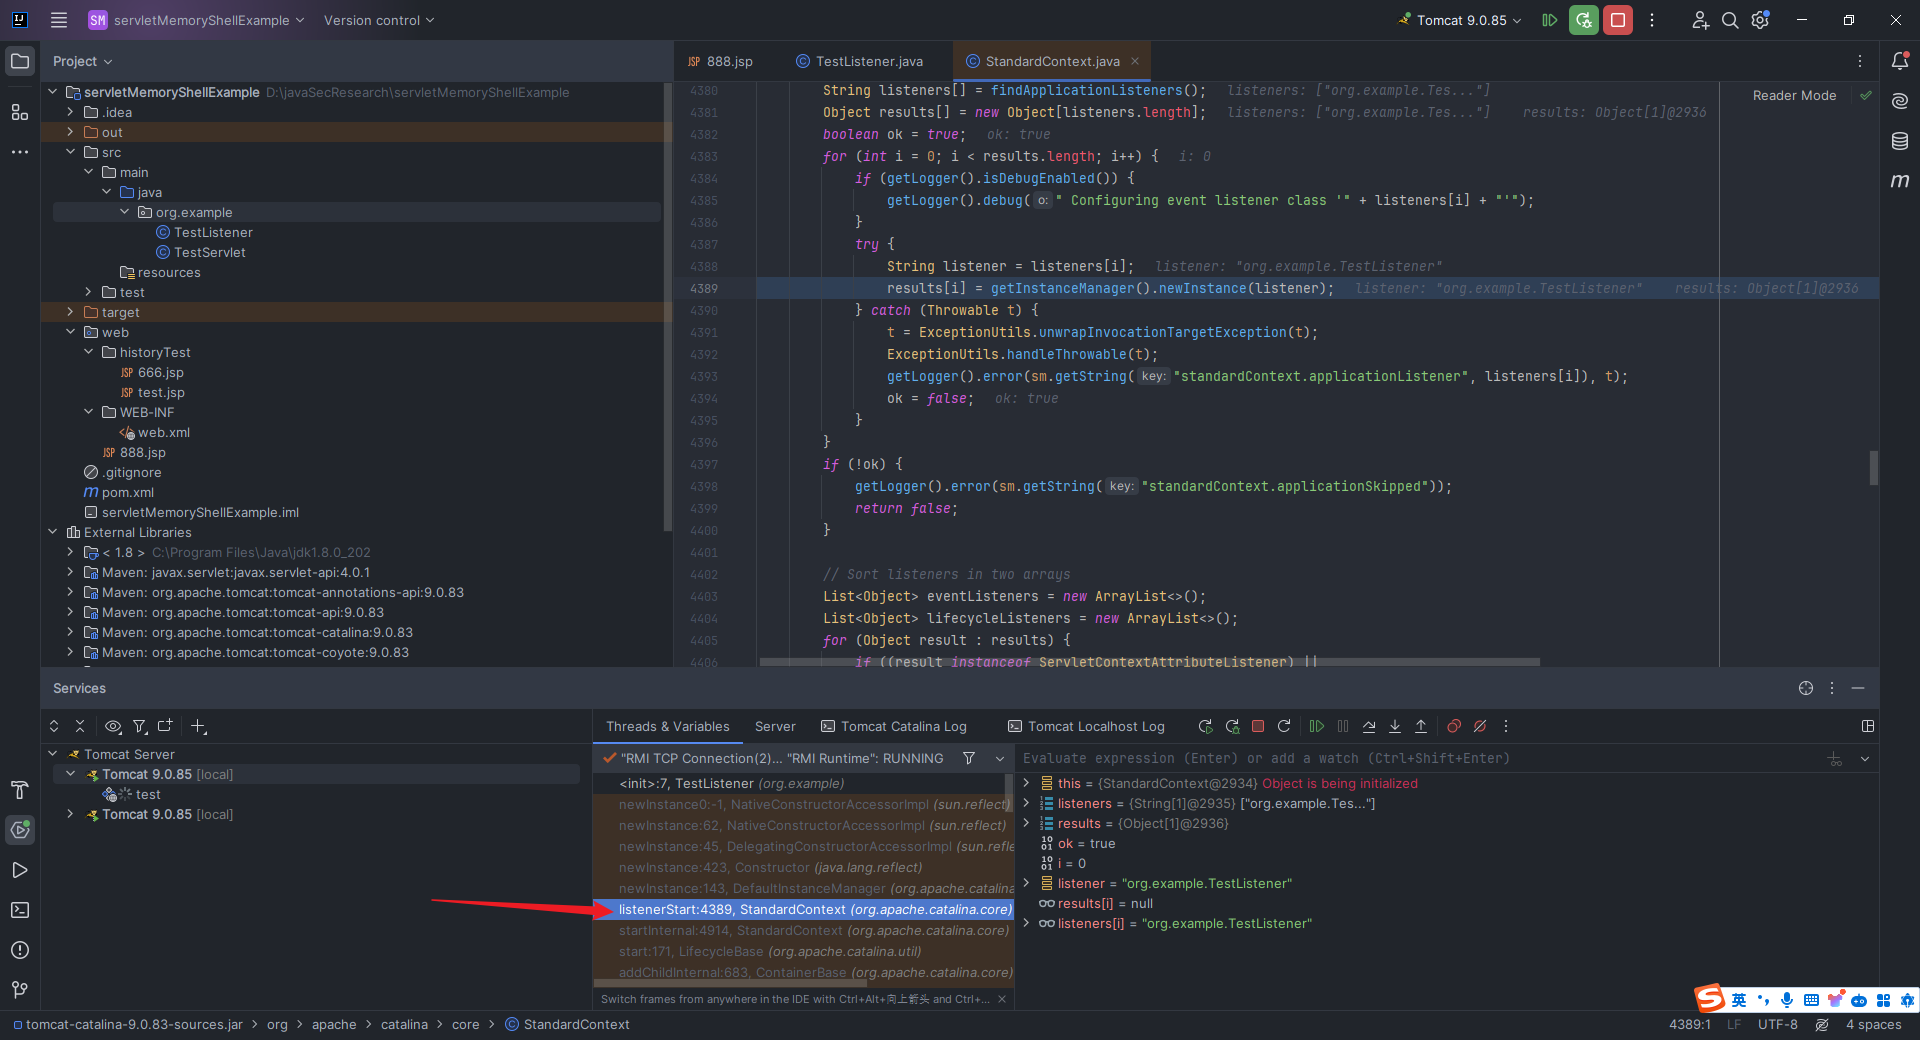 SM servletMemoryShellExample Version control Tomcat 9.0.85
Project
888.jsp TestListener.java StandardContext.java
servletMemoryShellExample D:\javaSecResearch\servletMemoryShellExample
.idea
out
src
main
java
org.example
TestListener
TestServlet
resources
test
target
web
historyTest
JSP 666.jsp
JSP test.jsp
WEB-INF
web.xml
JSP 888.jsp
.gitignore
m pom.xml
servletMemoryShellExample.iml
External Libraries
< 1.8 > C:\Program Files\Java\jdk1.8.0_202
Maven: javax.servlet:javax.servlet-api:4.0.1
Maven: org.apache.tomcat:tomcat-annotations-api:9.0.83
Maven: org.apache.tomcat:tomcat-api:9.0.83
Maven: org.apache.tomcat:tomcat-catalina:9.0.83
Maven: org.apache.tomcat:tomcat-coyote:9.0.83
Reader Mode
4380 String listeners[] = findApplicationListeners(); listeners: ["org.example.Tes..."]
4381 Object results[] = new Object[listeners.length]; listeners: ["org.example.Tes..."] results: Object[1]@2936
4382 boolean ok = true; ok: true
4383 for (int i = 0; i < results.length; i++) { i: 0
4384 if (getLogger().isDebugEnabled()) {
4385 getLogger().debug( o: " Configuring event listener class '" + listeners[i] + "'");
4386 }
4387 try {
4388 String listener = listeners[i]; listener: "org.example.TestListener"
4389 results[i] = getInstanceManager().newInstance(listener); listener: "org.example.TestListener" results: Object[1]@2936
4390 } catch (Throwable t) {
4391 t = ExceptionUtils.unwrapInvocationTargetException(t);
4392 ExceptionUtils.handleThrowable(t);
4393 getLogger().error(sm.getString( key: "standardContext.applicationListener", listeners[i]), t);
4394 ok = false; ok: true
4395 }
4396 }
4397 if (!ok) {
4398 getLogger().error(sm.getString( key: "standardContext.applicationSkipped"));
4399 return false;
4400 }
4401
4402 // Sort listeners in two arrays
4403 List<Object> eventListeners = new ArrayList<>();
4404 List<Object> lifecycleListeners = new ArrayList<>();
4405 for (Object result : results) {
4406 if ((result instanceof ServletContextAttributeListener) ||
Services
Tomcat Server
Tomcat 9.0.85 [local]
test
Tomcat 9.0.85 [local]
Threads & Variables Server Tomcat Catalina Log Tomcat Localhost Log
"RMI TCP Connection(2)... "RMI Runtime": RUNNING
<init>:7, TestListener (org.example)
newInstance0:-1, NativeConstructorAccessorImpl (sun.reflect)
newInstance:62, NativeConstructorAccessorImpl (sun.reflect)
newInstance:45, DelegatingConstructorAccessorImpl (sun.refle
newInstance:423, Constructor (java.lang.reflect)
newInstance:143, DefaultInstanceManager (org.apache.catalina
listenerStart:4389, StandardContext (org.apache.catalina.core)
startInternal:4914, StandardContext (org.apache.catalina.core)
start:171, LifecycleBase (org.apache.catalina.util)
addChildInternal:683, ContainerBase (org.apache.catalina.core)
Switch frames from anywhere in the IDE with Ctrl+Alt+向上箭头 and Ctrl+...
Evaluate expression (Enter) or add a watch (Ctrl+Shift+Enter)
this = {StandardContext@2934} Object is being initialized
listeners = {String[1]@2935} ["org.example.Tes..."]
results = {Object[1]@2936}
ok = true
i = 0
listener = "org.example.TestListener"
results[i] = null
listeners[i] = "org.example.TestListener"
英
tomcat-catalina-9.0.83-sources.jar > org > apache > catalina > core > StandardContext
4389:1 LF UTF-8 4 spaces